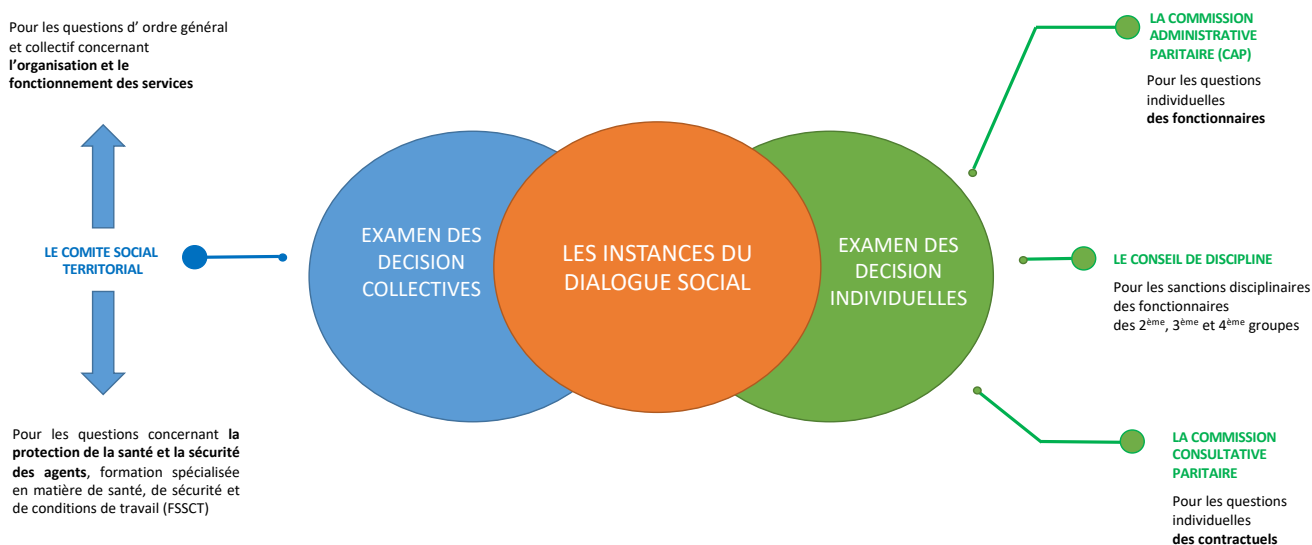 Pour les questions d' ordre général
et collectif concernant
l'organisation et le
fonctionnement des services
LE COMITE SOCIAL
TERRITORIAL
Pour les questions concernant la
protection de la santé et la sécurité
des agents, formation spécialisée
en matière de santé, de sécurité et
de conditions de travail (FSSCT)
EXAMEN DES
DECISION
COLLECTIVES
LES INSTANCES DU
DIALOGUE SOCIAL
EXAMEN DES
DECISION
INDIVIDUELLES
LA COMMISSION
ADMINISTRATIVE
PARITAIRE (CAP)
Pour les questions
individuelles
des fonctionnaires
LE CONSEIL DE DISCIPLINE
Pour les sanctions disciplinaires
des fonctionnaires
des 2ème, 3ème et 4ème groupes
LA COMMISSION
CONSULTATIVE
PARITAIRE
Pour les questions
individuelles
des contractuels